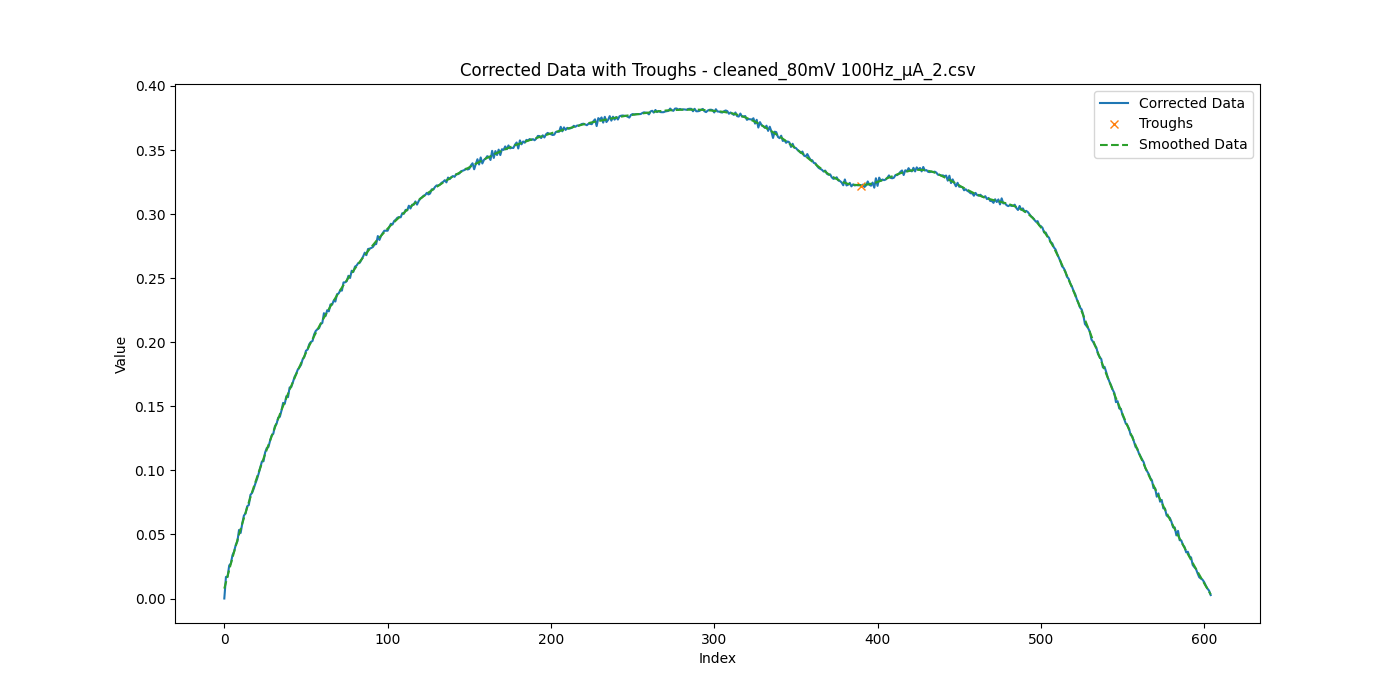 Corrected Data with Troughs - cleaned_80mV 100Hz_µA_2.csv
Corrected Data
Troughs
Smoothed Data
0.40
0.35
0.30
0.25
0.20
0.15
0.10
0.05
0.00
Value
0 100 200 300 400 500 600
Index